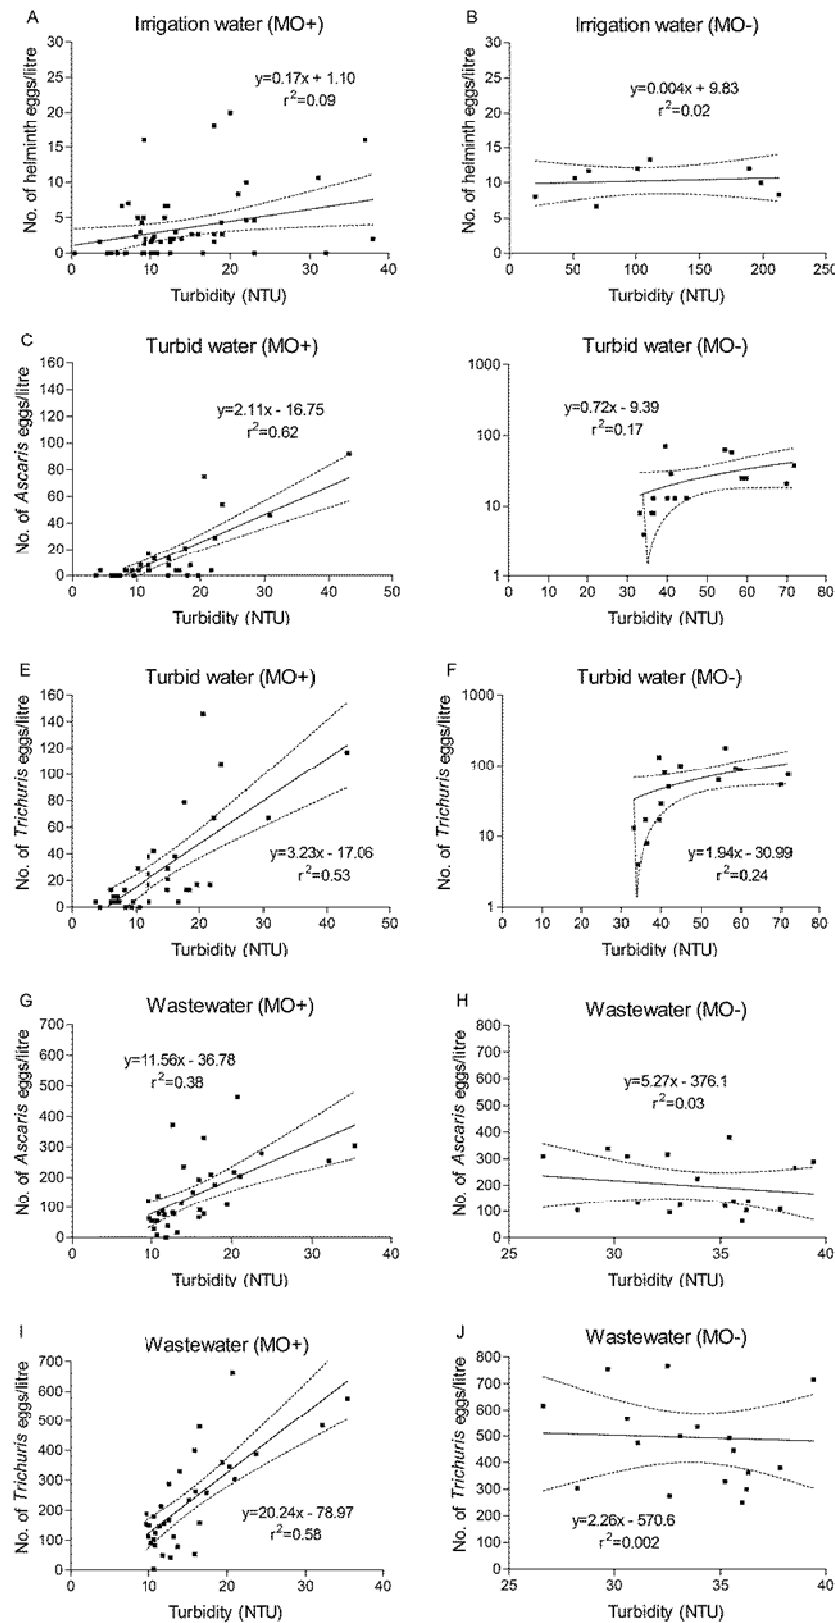 A
Irrigation water (MO+)
No. of helminth eggs/litre
30
25
20
15
10
5
0
y=0.17x + 1.10
r2=0.09
0 10 20 30 40
Turbidity (NTU)
B
Irrigation water (MO-)
No. of helminth eggs/litre
30
25
20
15
10
5
0
y=0.004x + 9.83
r2=0.02
0 50 100 150 200 250
Turbidity (NTU)
C
Turbid water (MO+)
No. of Ascaris eggs/litre
160
140
120
100
80
60
40
20
0
y=2.11x - 16.75
r2=0.62
0 10 20 30 40 50
Turbidity (NTU)
Turbid water (MO-)
No. of Ascaris eggs/litre
1000
100
10
1
y=0.72x - 9.39
r2=0.17
0 10 20 30 40 50 60 70 80
Turbidity (NTU)
E
Turbid water (MO+)
No. of Trichuris eggs/litre
160
140
120
100
80
60
40
20
0
y=3.23x - 17.06
r2=0.53
0 10 20 30 40 50
Turbidity (NTU)
F
Turbid water (MO-)
No. of Trichuris eggs/litre
1000
100
10
1
y=1.94x - 30.99
r2=0.24
0 10 20 30 40 50 60 70 80
Turbidity (NTU)
G
Wastewater (MO+)
No. of Ascaris eggs/litre
700
600
500
400
300
200
100
0
y=11.56x - 36.78
r2=0.38
0 10 20 30 40
Turbidity (NTU)
H
Wastewater (MO-)
No. of Ascaris eggs/litre
800
700
600
500
400
300
200
100
0
y=5.27x - 376.1
r2=0.03
25 30 35 40
Turbidity (NTU)
I
Wastewater (MO+)
No. of Trichuris eggs/litre
700
600
500
400
300
200
100
0
y=20.24x - 78.97
r2=0.58
0 10 20 30 40
Turbidity (NTU)
J
Wastewater (MO-)
No. of Trichuris eggs/litre
800
700
600
500
400
300
200
100
0
y=2.26x - 570.6
r2=0.002
25 30 35 40
Turbidity (NTU)